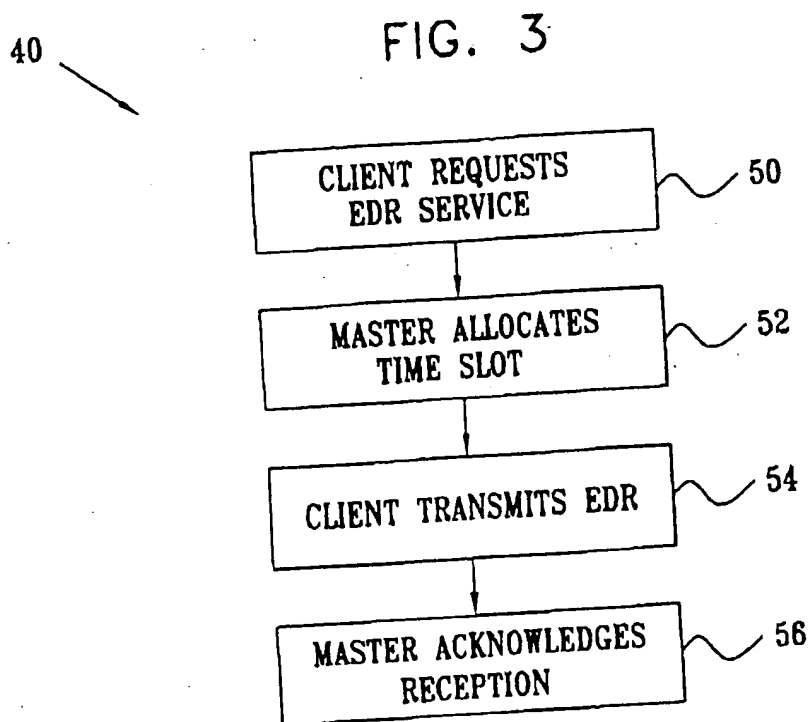 FIG. 3
40
CLIENT REQUESTS
EDR SERVICE
50
MASTER ALLOCATES
TIME SLOT
52
CLIENT TRANSMITS EDR
54
MASTER ACKNOWLEDGES
RECEPTION
56